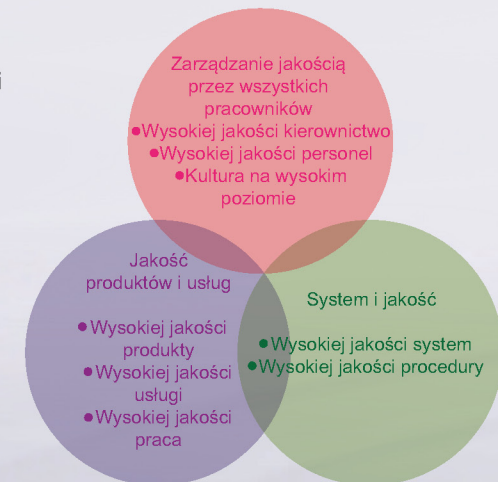 i
Zarządzanie jakością
przez wszystkich
pracowników
●Wysokiej jakości kierownictwo
●Wysokiej jakości personel
●Kultura na wysokim
poziomie
Jakość
produktów i usług
●Wysokiej jakości
produkty
●Wysokiej jakości
usługi
●Wysokiej jakości
praca
System i jakość
●Wysokiej jakości system
●Wysokiej jakości procedury